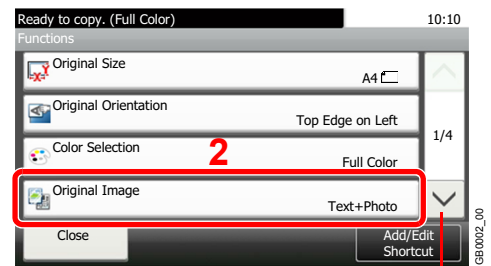 Ready to copy. (Full Color) 10:10
Functions
Original Size
A4
Original Orientation
Top Edge on Left
1/4
Color Selection
2
Full Color
Original Image
Text+Photo
Close
Add/Edit
Shortcut
GB0002_00